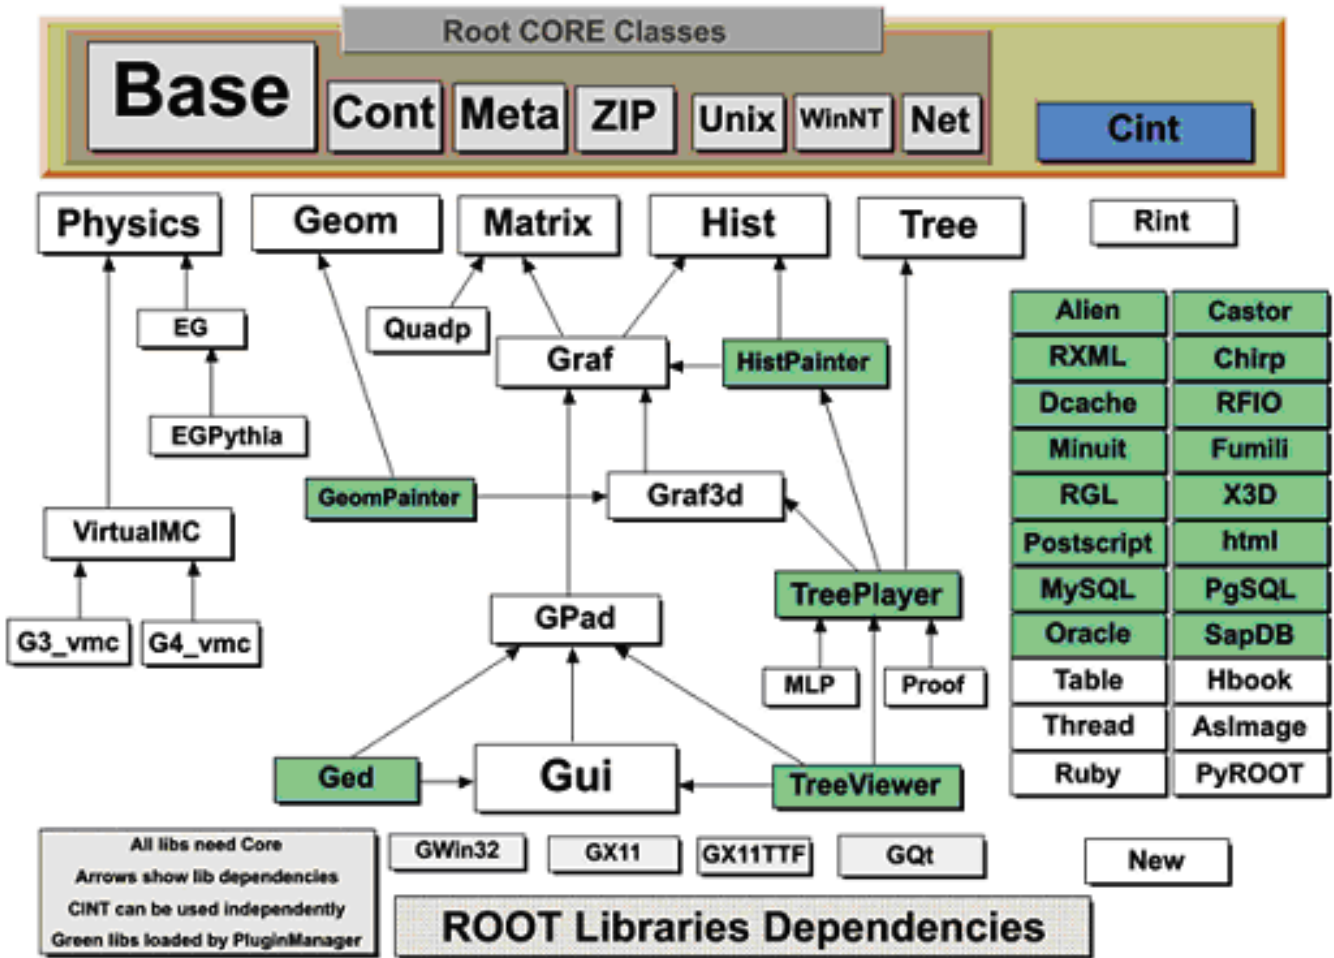 Root CORE Classes
Base
Cont
Meta
ZIP
Unix
WinNT
Net
Cint
Physics
Geom
Matrix
Hist
Tree
Rint
EG
Quadp
Graf
HistPainter
EGPythia
GeomPainter
Graf3d
VirtualMC
TreePlayer
GPad
G3_vmc
G4_vmc
MLP
Proof
Ged
Gui
TreeViewer
Alien
Castor
RXML
Chirp
Dcache
RFIO
Minuit
Fumili
RGL
X3D
Postscript
html
MySQL
PgSQL
Oracle
SapDB
Table
Hbook
Thread
AsImage
Ruby
PyROOT
All libs need Core
Arrows show lib dependencies
CINT can be used independently
Green libs loaded by PluginManager
GWin32
GX11
GX11TTF
GQt
New
ROOT Libraries Dependencies